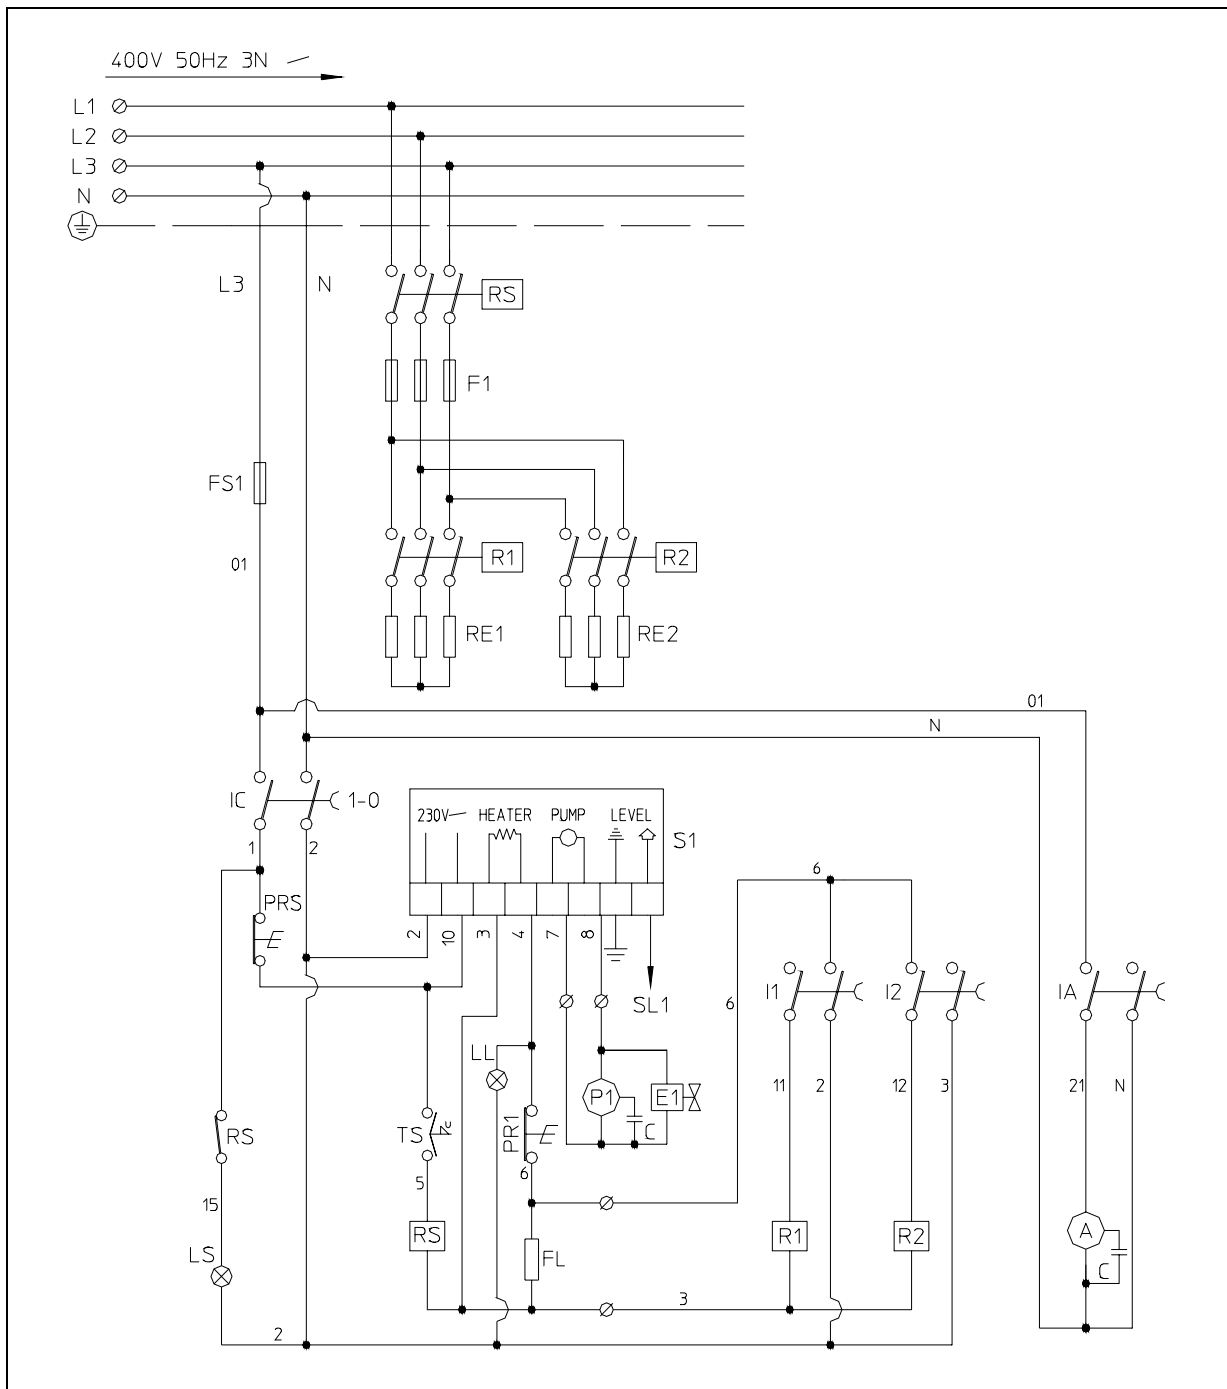 400V 50Hz 3N ~
L1
L2
L3
N
L3
N
RS
F1
FS1
01
R1
R2
RE1
RE2
01
N
IC
1-0
230V~
HEATER
PUMP
LEVEL
S1
1
2
6
PRS
2
10
3
4
7
8
I1
I2
IA
SL1
6
LL
11
2
12
3
21
N
P1
E1
TS
PR1
C
RS
5
6
15
RS
R1
R2
A
LS
FL
C
3
2